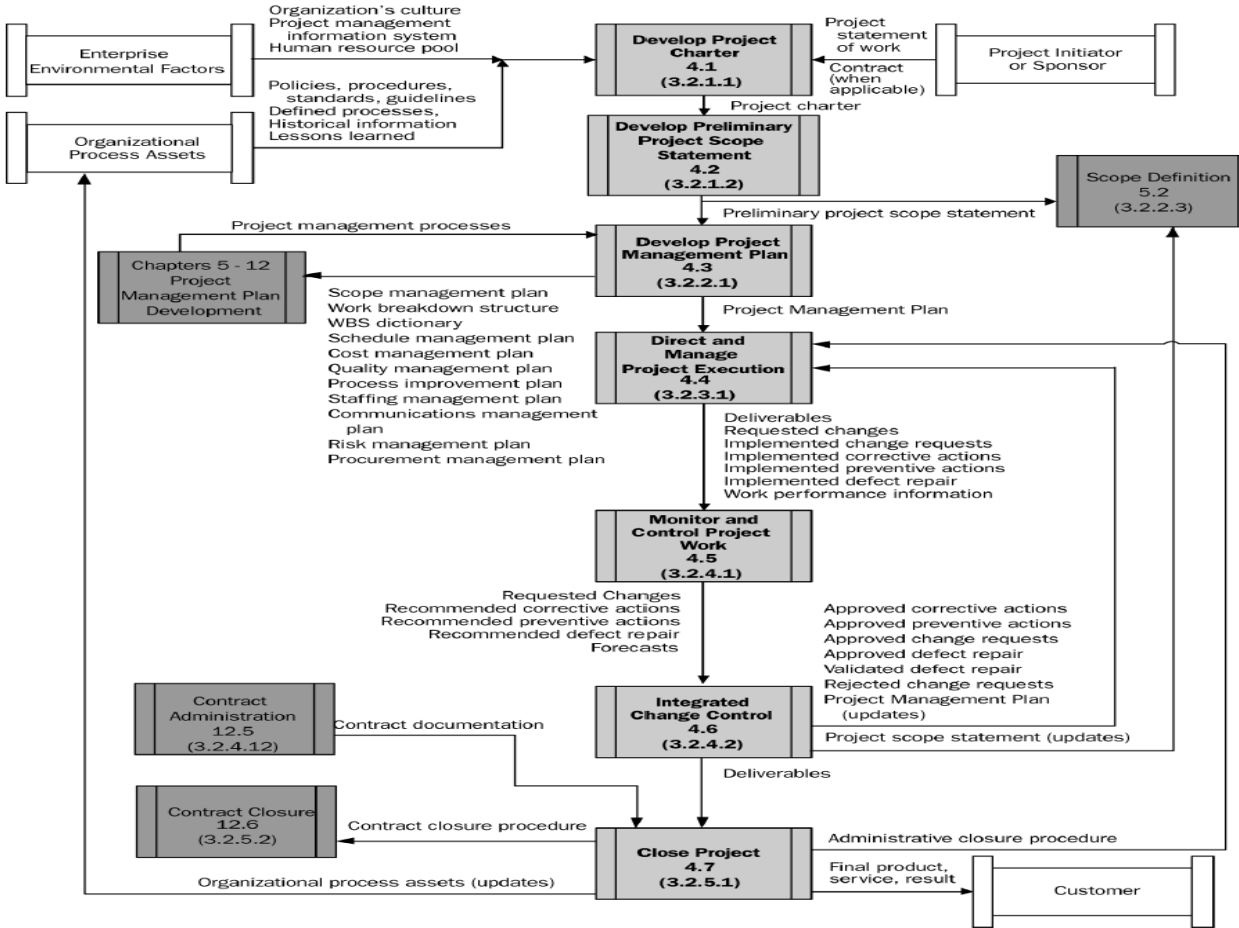 Organization's culture
Project management
information system
Human resource pool
Enterprise
Environmental Factors
Policies, procedures,
standards, guidelines
Defined processes,
Historical information
Lessons learned
Organizational
Process Assets
Develop Project
Charter
4.1
(3.2.1.1)
Project
statement
of work
Contract
(when
applicable)
Project Initiator
or Sponsor
Project charter
Develop Preliminary
Project Scope
Statement
4.2
(3.2.1.2)
Scope Definition
5.2
(3.2.2.3)
Preliminary project scope statement
Project management processes
Develop Project
Management Plan
4.3
(3.2.2.1)
Chapters 5 - 12
Project
Management Plan
Development
Scope management plan
Work breakdown structure
WBS dictionary
Schedule management plan
Cost management plan
Quality management plan
Process improvement plan
Staffing management plan
Communications management
plan
Risk management plan
Procurement management plan
Project Management Plan
Direct and
Manage
Project Execution
4.4
(3.2.3.1)
Deliverables
Requested changes
Implemented change requests
Implemented corrective actions
Implemented preventive actions
Implemented defect repair
Work performance information
Monitor and
Control Project
Work
4.5
(3.2.4.1)
Requested Changes
Recommended corrective actions
Recommended preventive actions
Recommended defect repair
Forecasts
Approved corrective actions
Approved preventive actions
Approved change requests
Approved defect repair
Validated defect repair
Rejected change requests
Project Management Plan
(updates)
Project scope statement (updates)
Integrated
Change Control
4.6
(3.2.4.2)
Contract
Administration
12.5
(3.2.4.12)
Contract documentation
Deliverables
Contract Closure
12.6
(3.2.5.2)
Contract closure procedure
Close Project
4.7
(3.2.5.1)
Administrative closure procedure
Final product,
service, result
Customer
Organizational process assets (updates)